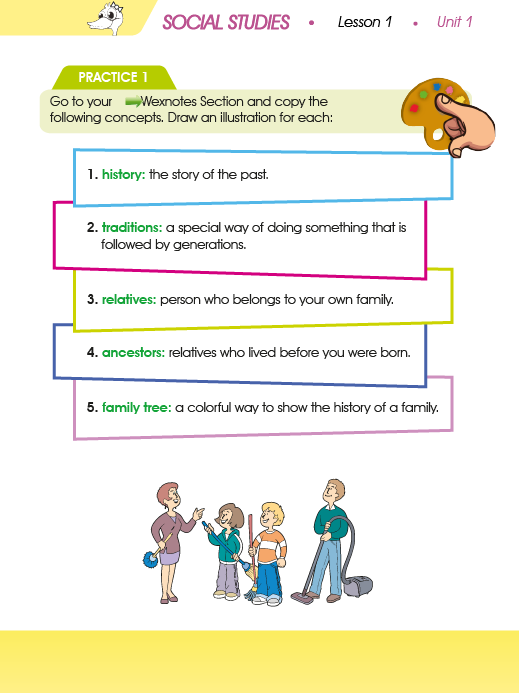 SOCIAL STUDIES • Lesson 1 • Unit 1
PRACTICE 1
Go to your Wexnotes Section and copy the
following concepts. Draw an illustration for each:
1. history: the story of the past.
2. traditions: a special way of doing something that is
followed by generations.
3. relatives: person who belongs to your own family.
4. ancestors: relatives who lived before you were born.
5. family tree: a colorful way to show the history of a family.